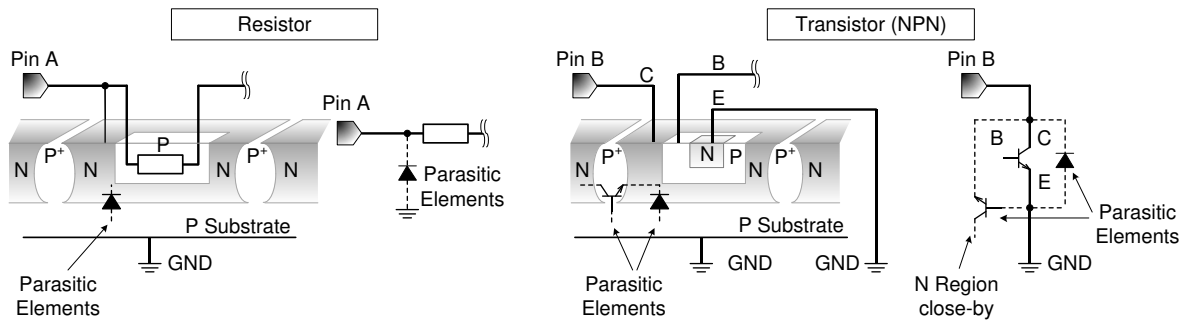 Resistor
Transistor (NPN)
Pin A
Pin B
C
B
E
Pin B
Pin A
N
P+
N
P
N
P+
N
N
P+
N
N
P
N
P+
N
B
C
E
Parasitic
Elements
P Substrate
P Substrate
Parasitic
Elements
GND
GND
GND
GND
Parasitic
Elements
Parasitic
Elements
N Region
close-by